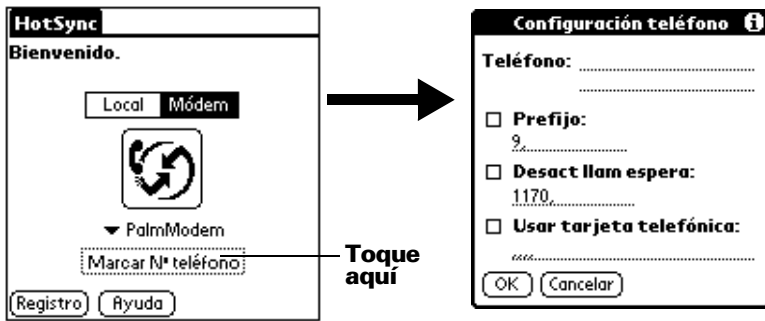 HotSync
Bienvenido.
Local Módem
PalmModem
Marcar Nº teléfono
Registro Ayuda
Toque
aquí
Configuración teléfono i
Teléfono:
Prefijo:
9,
Desact llam espera:
1170,
Usar tarjeta telefónica:
,,,,
OK Cancelar